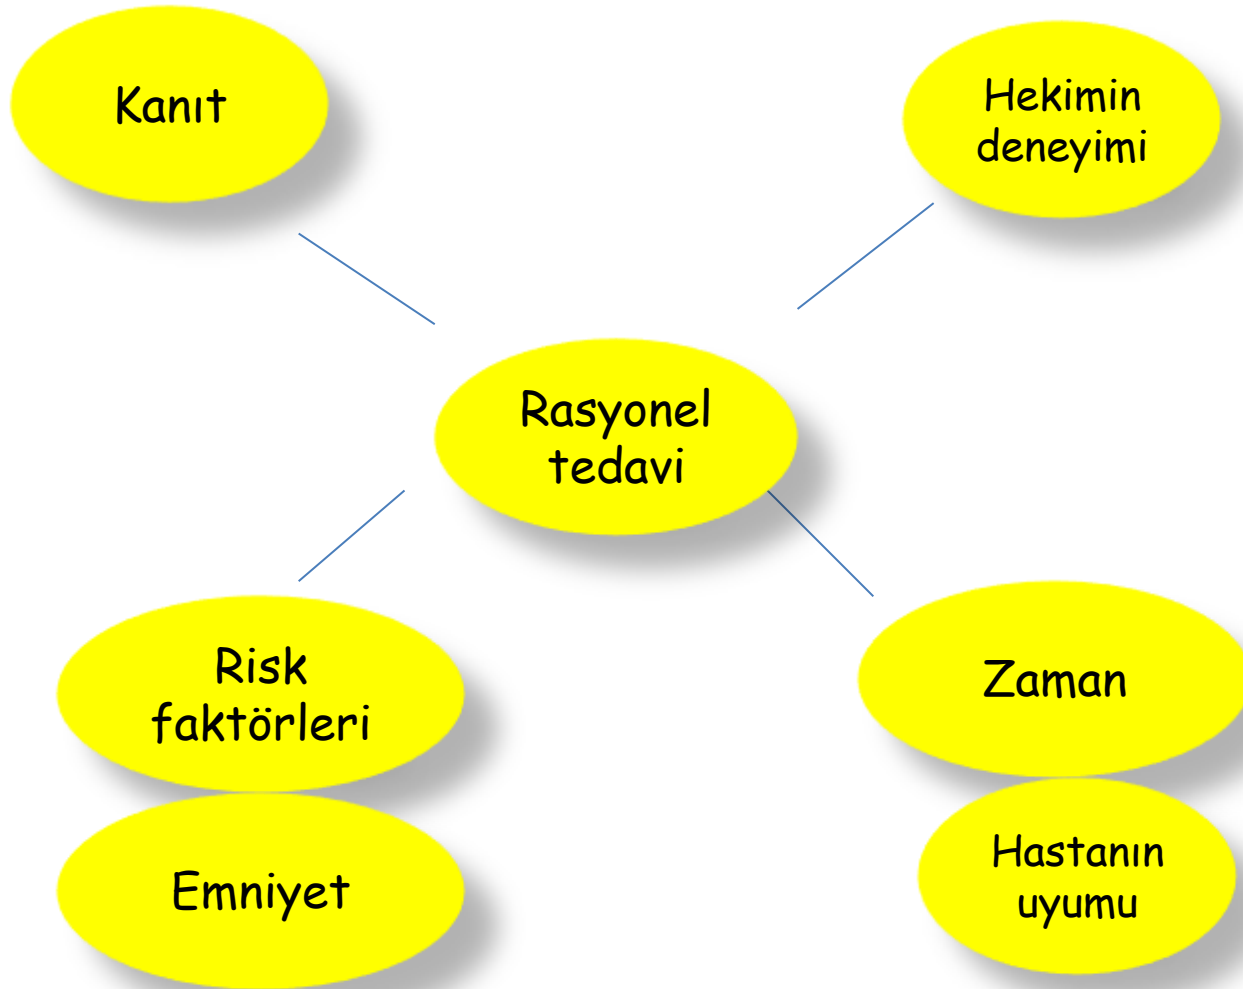 Kanıt
Hekimin
deneyimi
Rasyonel
tedavi
Risk
faktörleri
Zaman
Emniyet
Hastanın
uyumu